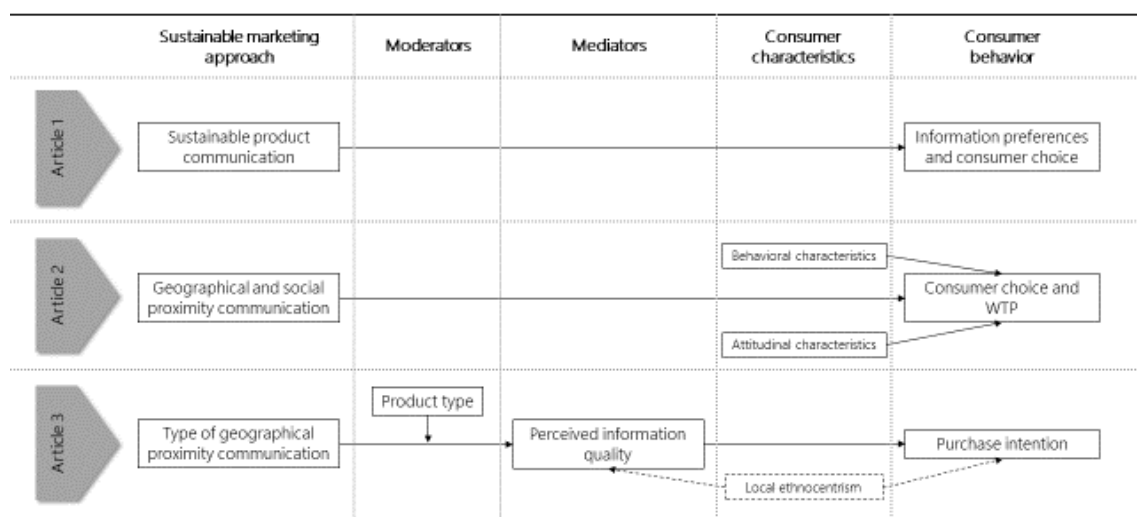 Sustainable marketing
approach
Moderators
Mediators
Consumer
characteristics
Consumer
behavior
Article 1
Sustainable product
communication
Information preferences
and consumer choice
Article 2
Geographical and social
proximity communication
Behavioral characteristics
Attitudinal characteristics
Consumer choice and
WTP
Article 3
Type of geographical
proximity communication
Product type
Perceived information
quality
Local ethnocentrism
Purchase intention